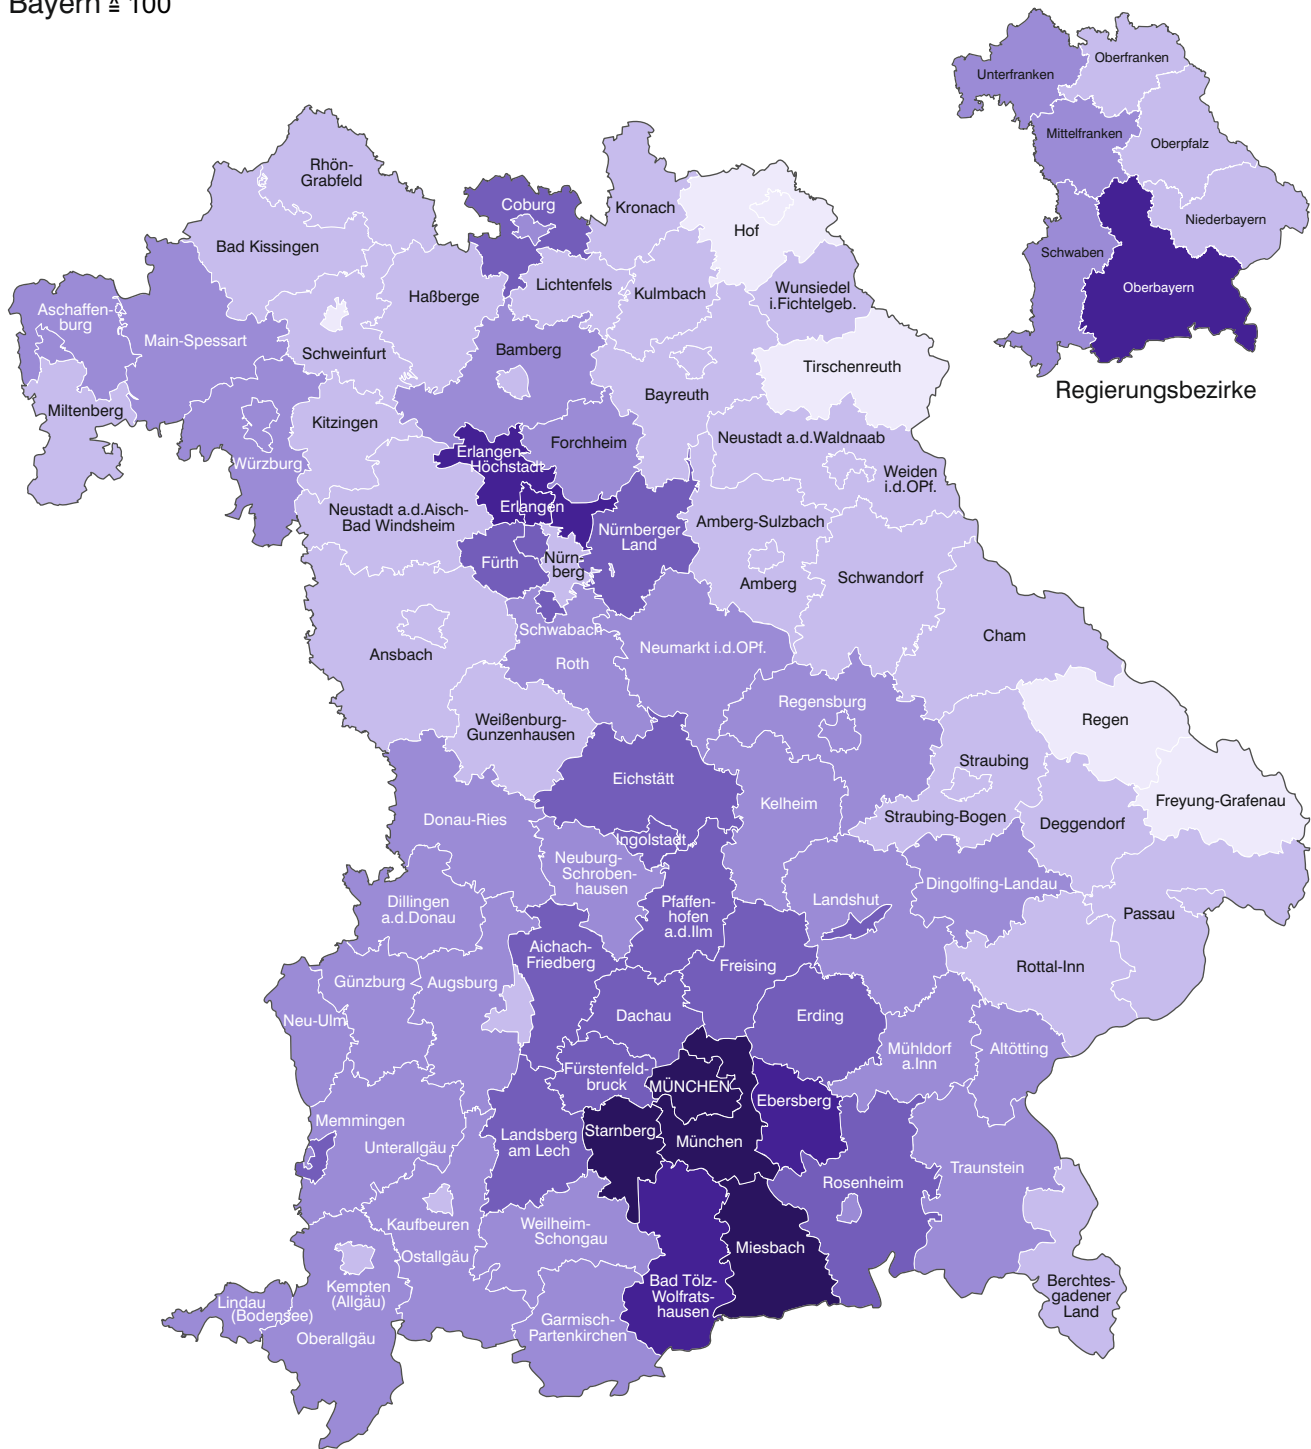 Bayern ≙ 100
Unterfranken
Oberfranken
Mittelfranken
Oberpfalz
Niederbayern
Schwaben
Oberbayern
Regierungsbezirke
Rhön-
Grabfeld
Coburg
Kronach
Hof
Bad Kissingen
Lichtenfels
Haßberge
Kulmbach
Wunsiedel
i.Fichtelgeb.
Aschaffen-
burg
Main-Spessart
Schweinfurt
Bamberg
Tirschenreuth
Bayreuth
Miltenberg
Kitzingen
Forchheim
Neustadt a.d.Waldnaab
Würzburg
Erlangen-
Höchstadt
Weiden
i.d.OPf.
Neustadt a.d.Aisch-
Bad Windsheim
Erlangen
Nürnberger
Land
Amberg-Sulzbach
Fürth
Nürn-
berg
Amberg
Schwandorf
Schwabach
Cham
Ansbach
Roth
Neumarkt i.d.OPf.
Regensburg
Regen
Weißenburg-
Gunzenhausen
Straubing
Eichstätt
Kelheim
Freyung-Grafenau
Donau-Ries
Straubing-Bogen
Deggendorf
Ingolstadt
Neuburg-
Schroben-
hausen
Dingolfing-Landau
Dillingen
a.d.Donau
Pfaffen-
hofen
a.d.Ilm
Landshut
Passau
Aichach-
Friedberg
Freising
Rottal-Inn
Günzburg
Augsburg
Neu-Ulm
Dachau
Erding
Mühldorf
a.Inn
Altötting
Fürstenfeld-
bruck
MÜNCHEN
Ebersberg
Memmingen
Unterallgäu
Landsberg
am Lech
Starnberg
München
Traunstein
Rosenheim
Kaufbeuren
Weilheim-
Schongau
Ostallgäu
Miesbach
Kempten
(Allgäu)
Bad Tölz-
Wolfrats-
hausen
Berchtes-
gadener
Land
Lindau
(Bodensee)
Oberallgäu
Garmisch-
Partenkirchen